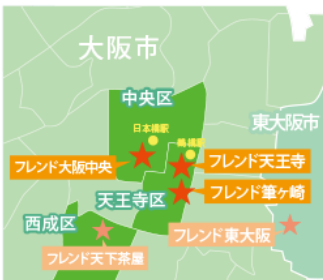 大阪市
中央区
東大阪市
日本橋駅
鶴橋駅
フレンド大阪中央
フレンド天王寺
フレンド筆ヶ崎
天王寺区
西成区
フレンド東大阪
フレンド天下茶屋